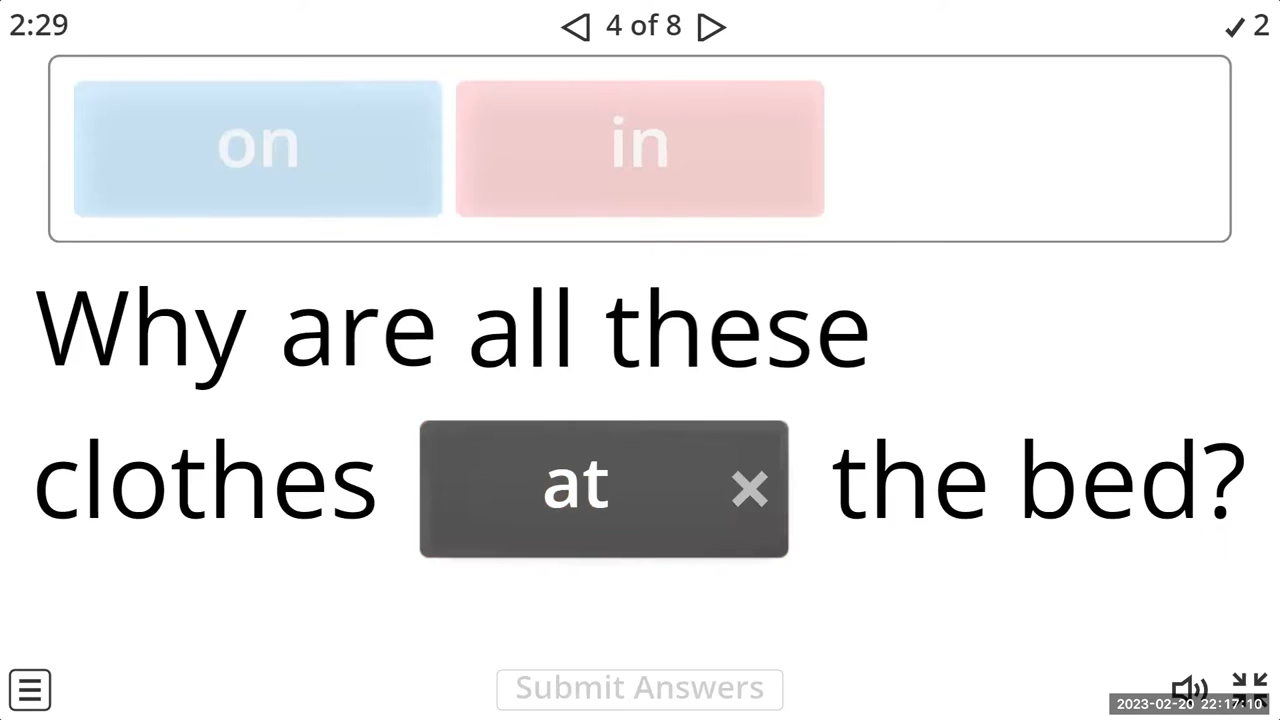 2:29
4 of 8
2
on
in
Why are all these
clothes at the bed?
Submit Answers
2023-02-20 22:17:10